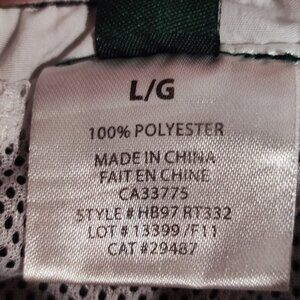 L/G
100% POLYESTER
MADE IN CHINA
FAIT EN CHINE
CA33775
STYLE # HB97 RT332
LOT # 13399 /F11
CAT #29487